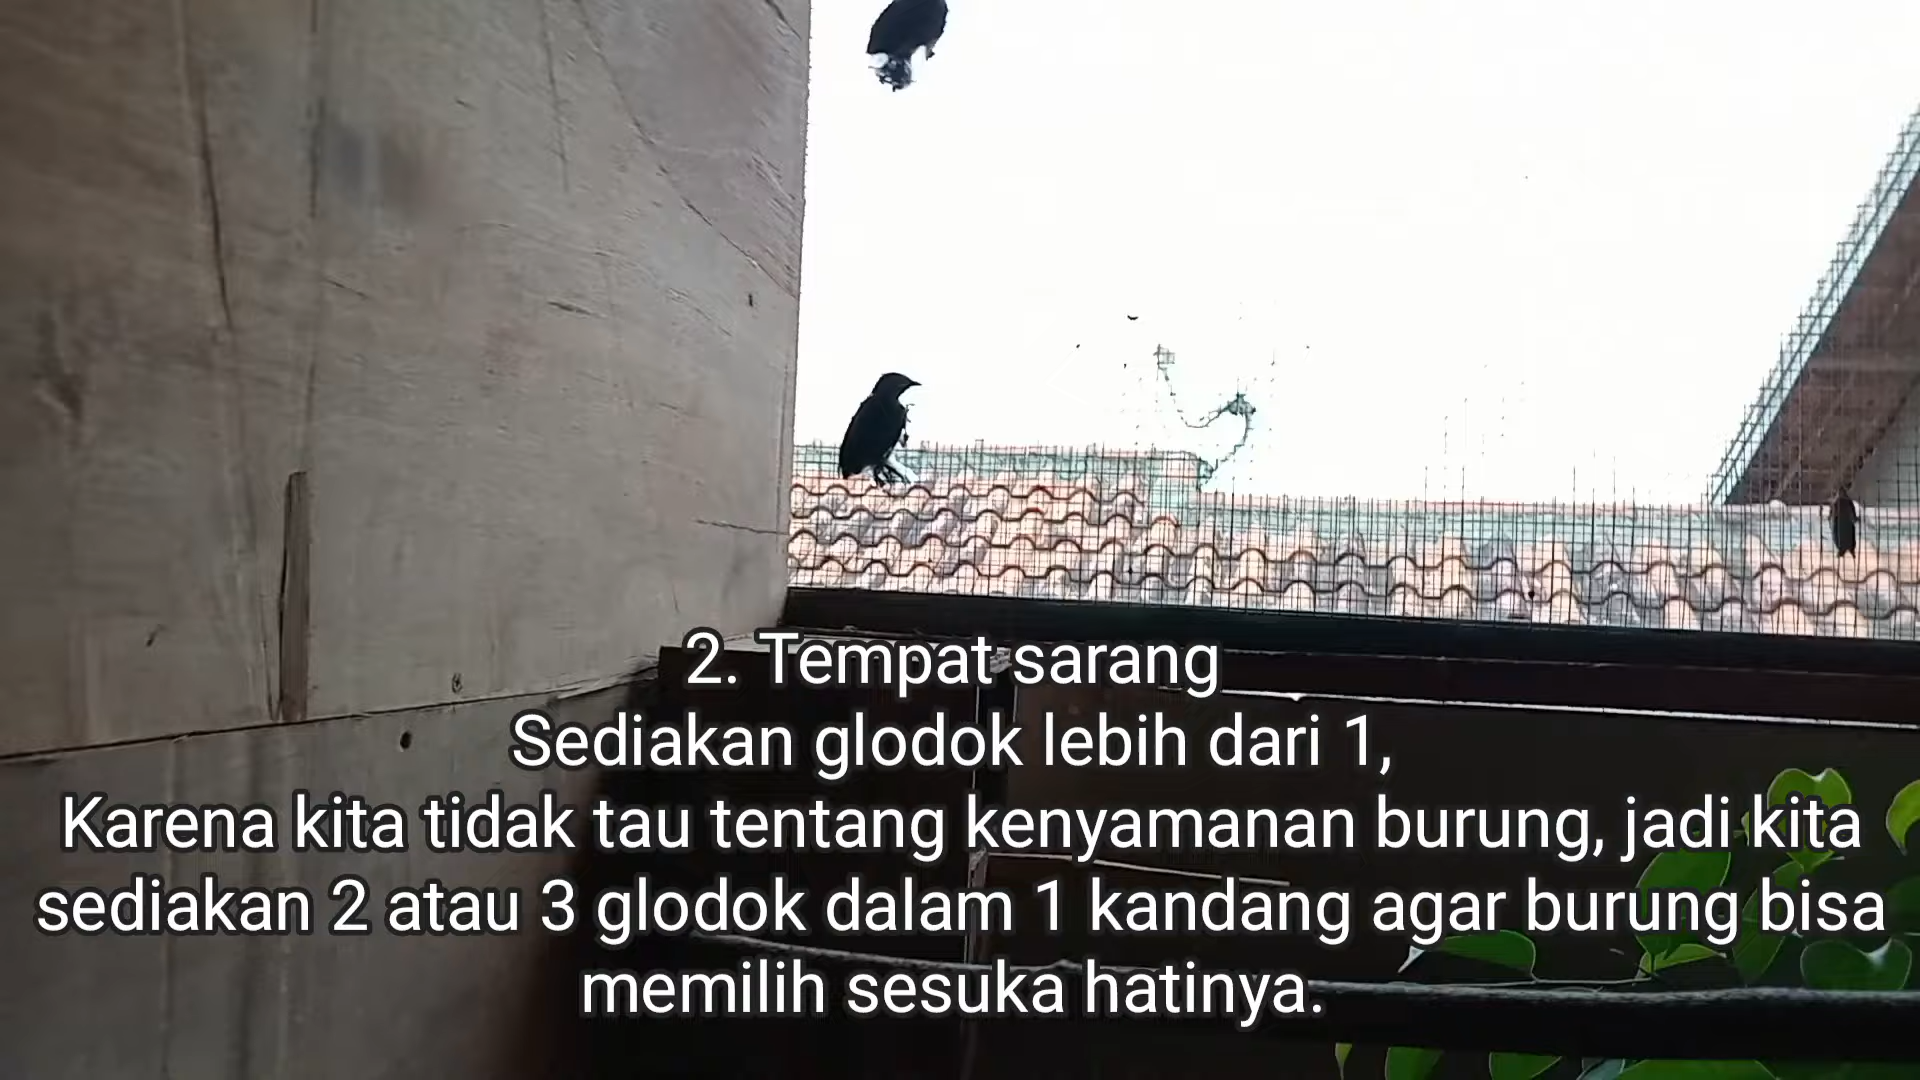 2. Tempat sarang
Sediakan glodok lebih dari 1,
Karena kita tidak tau tentang kenyamanan burung, jadi kita
sediakan 2 atau 3 glodok dalam 1 kandang agar burung bisa
memilih sesuka hatinya.